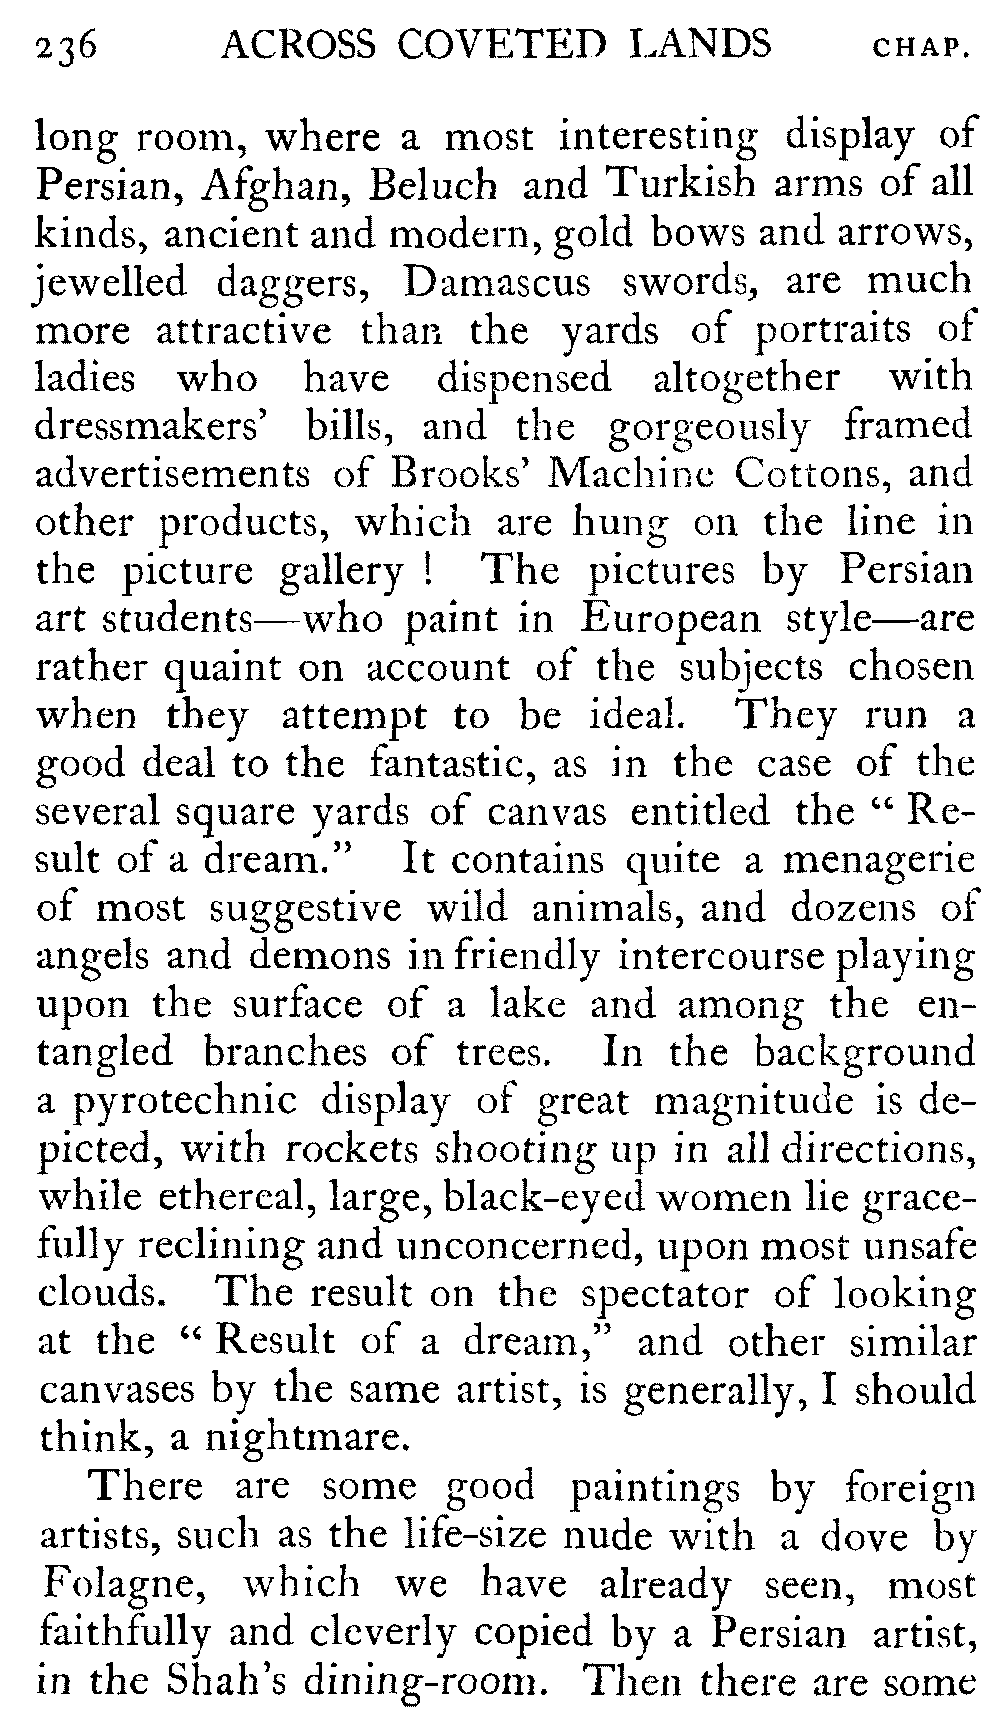 236 ACROSS COVETED LANDS CHAP.
long room, where a most interesting display of
Persian, Afghan, Beluch and Turkish arms of all
kinds, ancient and modern, gold bows and arrows,
jewelled daggers, Damascus swords, are much
more attractive than the yards of portraits of
ladies who have dispensed altogether with
dressmakers' bills, and the gorgeously framed
advertisements of Brooks' Machine Cottons, and
other products, which are hung on the line in
the picture gallery ! The pictures by Persian
art students—who paint in European style—are
rather quaint on account of the subjects chosen
when they attempt to be ideal. They run a
good deal to the fantastic, as in the case of the
several square yards of canvas entitled the “ Re-
sult of a dream.” It contains quite a menagerie
of most suggestive wild animals, and dozens of
angels and demons in friendly intercourse playing
upon the surface of a lake and among the en-
tangled branches of trees. In the background
a pyrotechnic display of great magnitude is de-
picted, with rockets shooting up in all directions,
while ethereal, large, black-eyed women lie grace-
fully reclining and unconcerned, upon most unsafe
clouds. The result on the spectator of looking
at the “ Result of a dream,” and other similar
canvases by the same artist, is generally, I should
think, a nightmare.
There are some good paintings by foreign
artists, such as the life-size nude with a dove by
Folagne, which we have already seen, most
faithfully and cleverly copied by a Persian artist,
in the Shah's dining-room. Then there are some